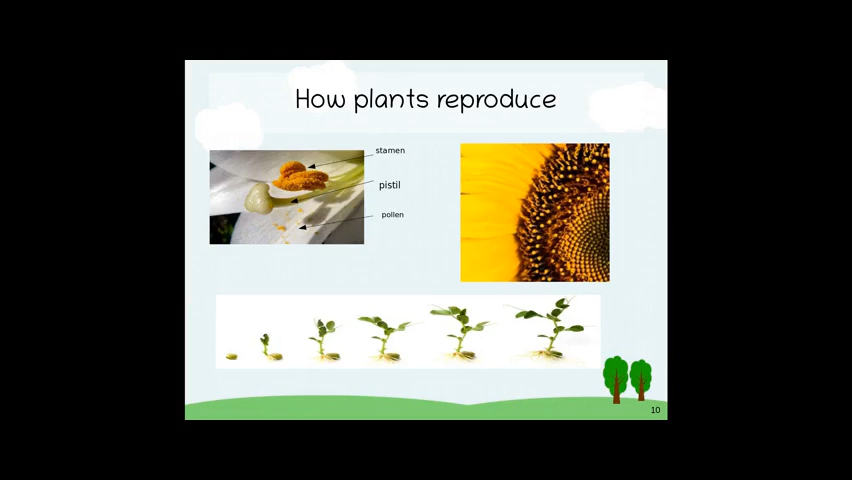 How plants reproduce
stamen
pistil
pollen
10